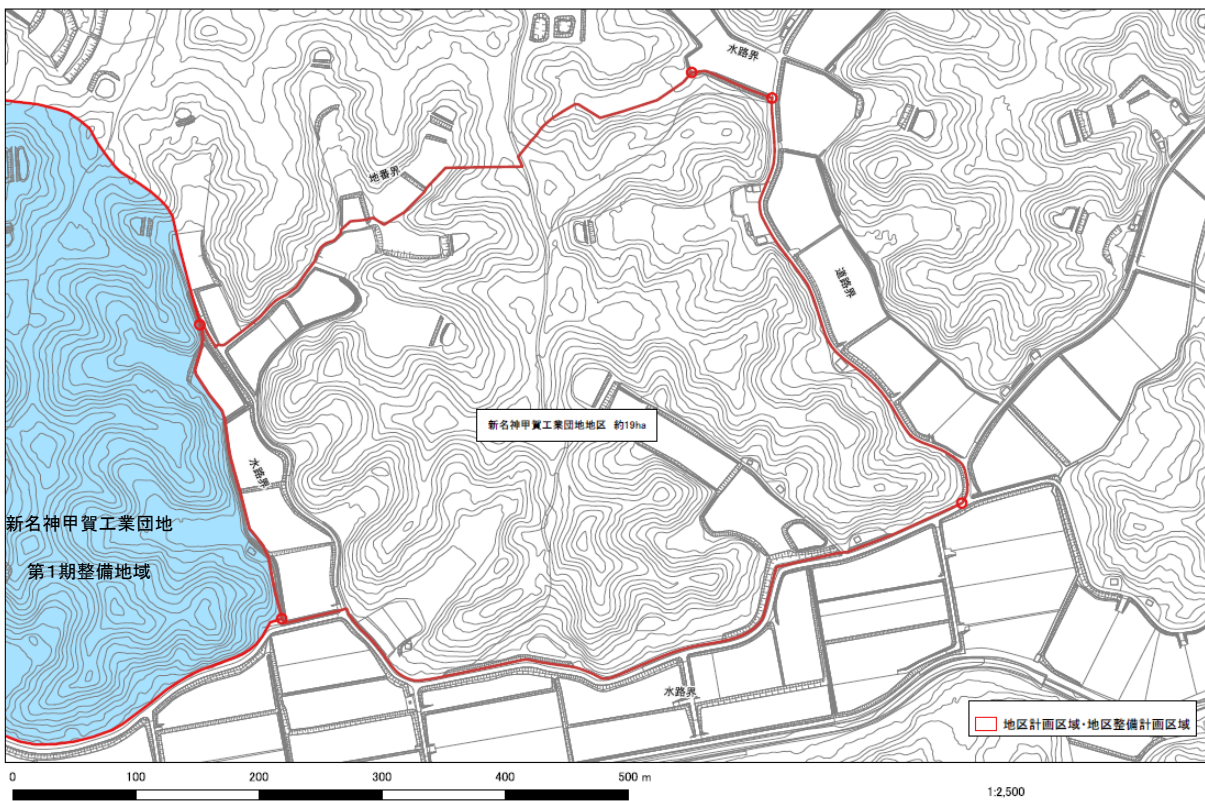 水路界
地番界
道路界
新名神甲賀工業団地地区 約19ha
水路界
新名神甲賀工業団地
第1期整備地域
水路界
地区計画区域・地区整備計画区域
0 100 200 300 400 500 m
1:2,500